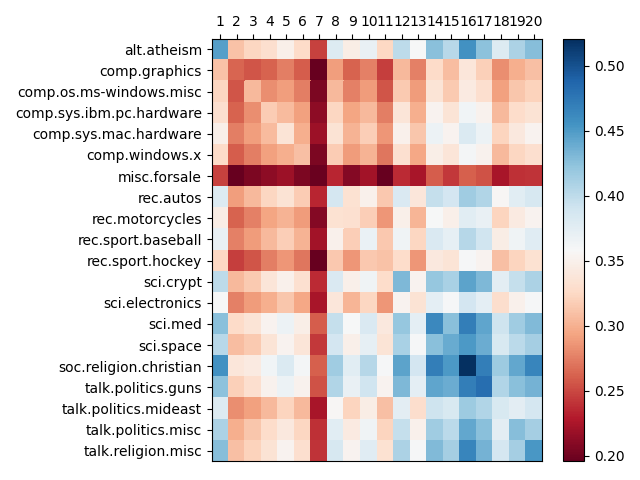 1 2 3 4 5 6 7 8 9 10 11 12 13 14 15 16 17 18 19 20
alt.atheism
comp.graphics
comp.os.ms-windows.misc
comp.sys.ibm.pc.hardware
comp.sys.mac.hardware
comp.windows.x
misc.forsale
rec.autos
rec.motorcycles
rec.sport.baseball
rec.sport.hockey
sci.crypt
sci.electronics
sci.med
sci.space
soc.religion.christian
talk.politics.guns
talk.politics.mideast
talk.politics.misc
talk.religion.misc
0.50
0.45
0.40
0.35
0.30
0.25
0.20